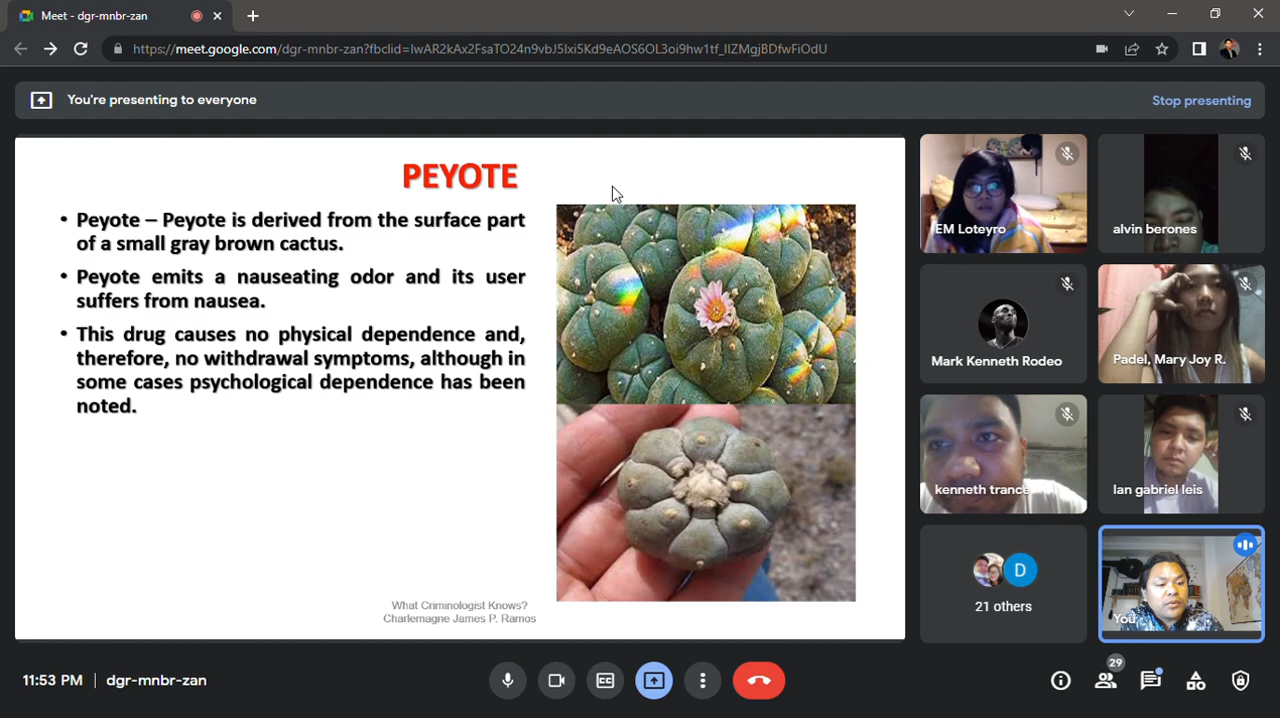 Meet - dgr-mnbr-zan
https://meet.google.com/dgr-mnbr-zan?fbclid=IwAR2kAx2FsaTO24n9vbJ5Ixi5Kd9eAOS6OL3oi9hw1tf_IIZMgjBDfwFiOdU
You're presenting to everyone
Stop presenting
PEYOTE
• Peyote – Peyote is derived from the surface part
of a small gray brown cactus.
• Peyote emits a nauseating odor and its user
suffers from nausea.
• This drug causes no physical dependence and,
therefore, no withdrawal symptoms, although in
some cases psychological dependence has been
noted.
What Criminologist Knows?
Charlemagne James P. Ramos
EM Loteyro
alvin berones
Mark Kenneth Rodeo
Padel, Mary Joy R.
kenneth trance
Ian gabriel leis
D
21 others
You
11:53 PM | dgr-mnbr-zan
29